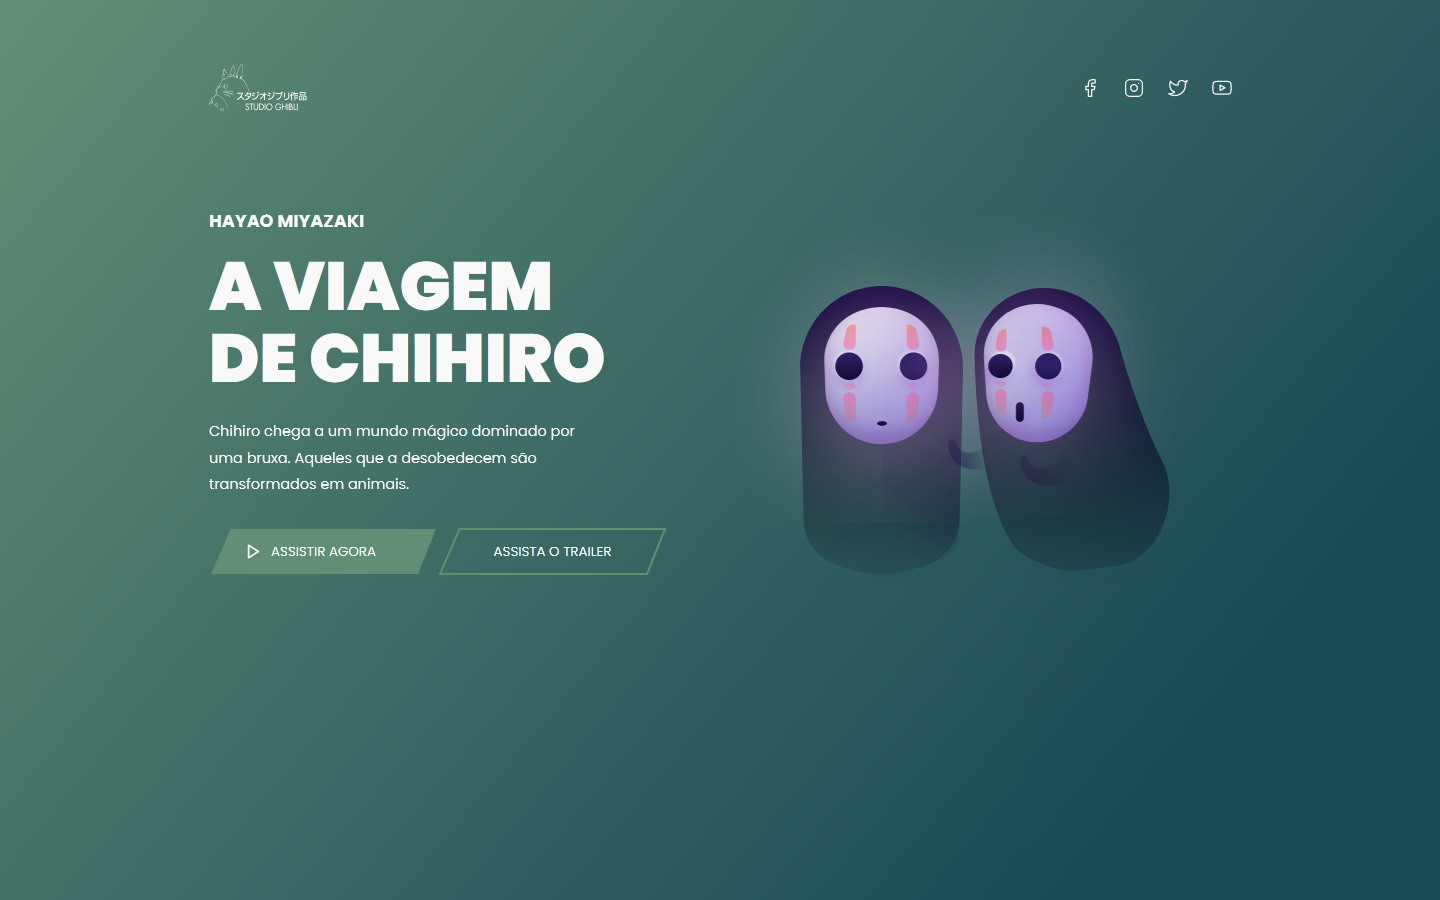 スタジオジブリ作品
STUDIO GHIBLI
HAYAO MIYAZAKI
A VIAGEM
DE CHIHIRO
Chihiro chega a um mundo mágico dominado por
uma bruxa. Aqueles que a desobedecem são
transformados em animais.
ASSISTIR AGORA
ASSISTA O TRAILER